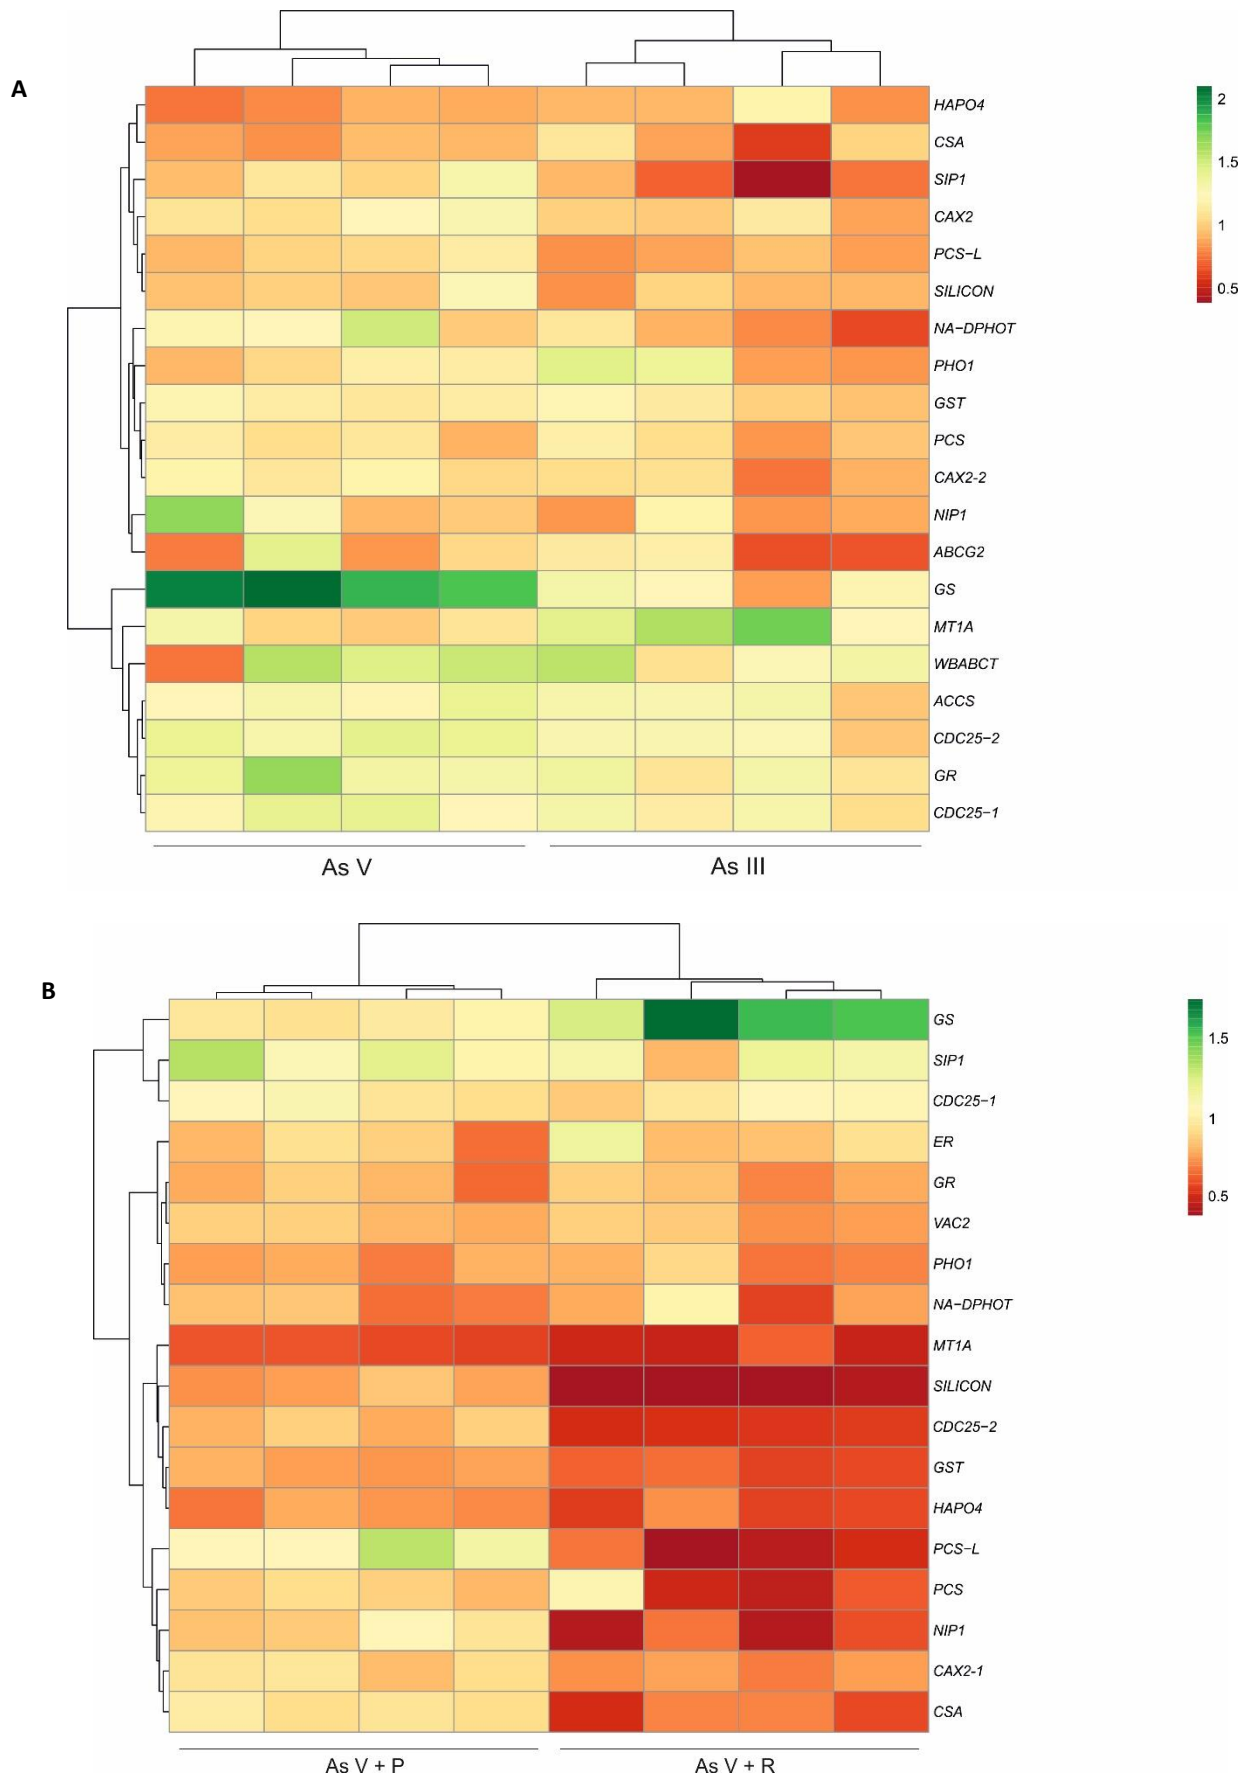 A
HAPO4
CSA
SIP1
CAX2
PCS−L
SILICON
NA−DPHOT
PHO1
GST
PCS
CAX2-2
NIP1
ABCG2
GS
MT1A
WBABCT
ACCS
CDC25−2
GR
CDC25−1
2
1.5
1
0.5
As V
As III
B
GS
SIP1
CDC25−1
ER
GR
VAC2
PHO1
NA−DPHOT
MT1A
SILICON
CDC25−2
GST
HAPO4
PCS−L
PCS
NIP1
CAX2-1
CSA
1.5
1
0.5
As V + P
As V + R